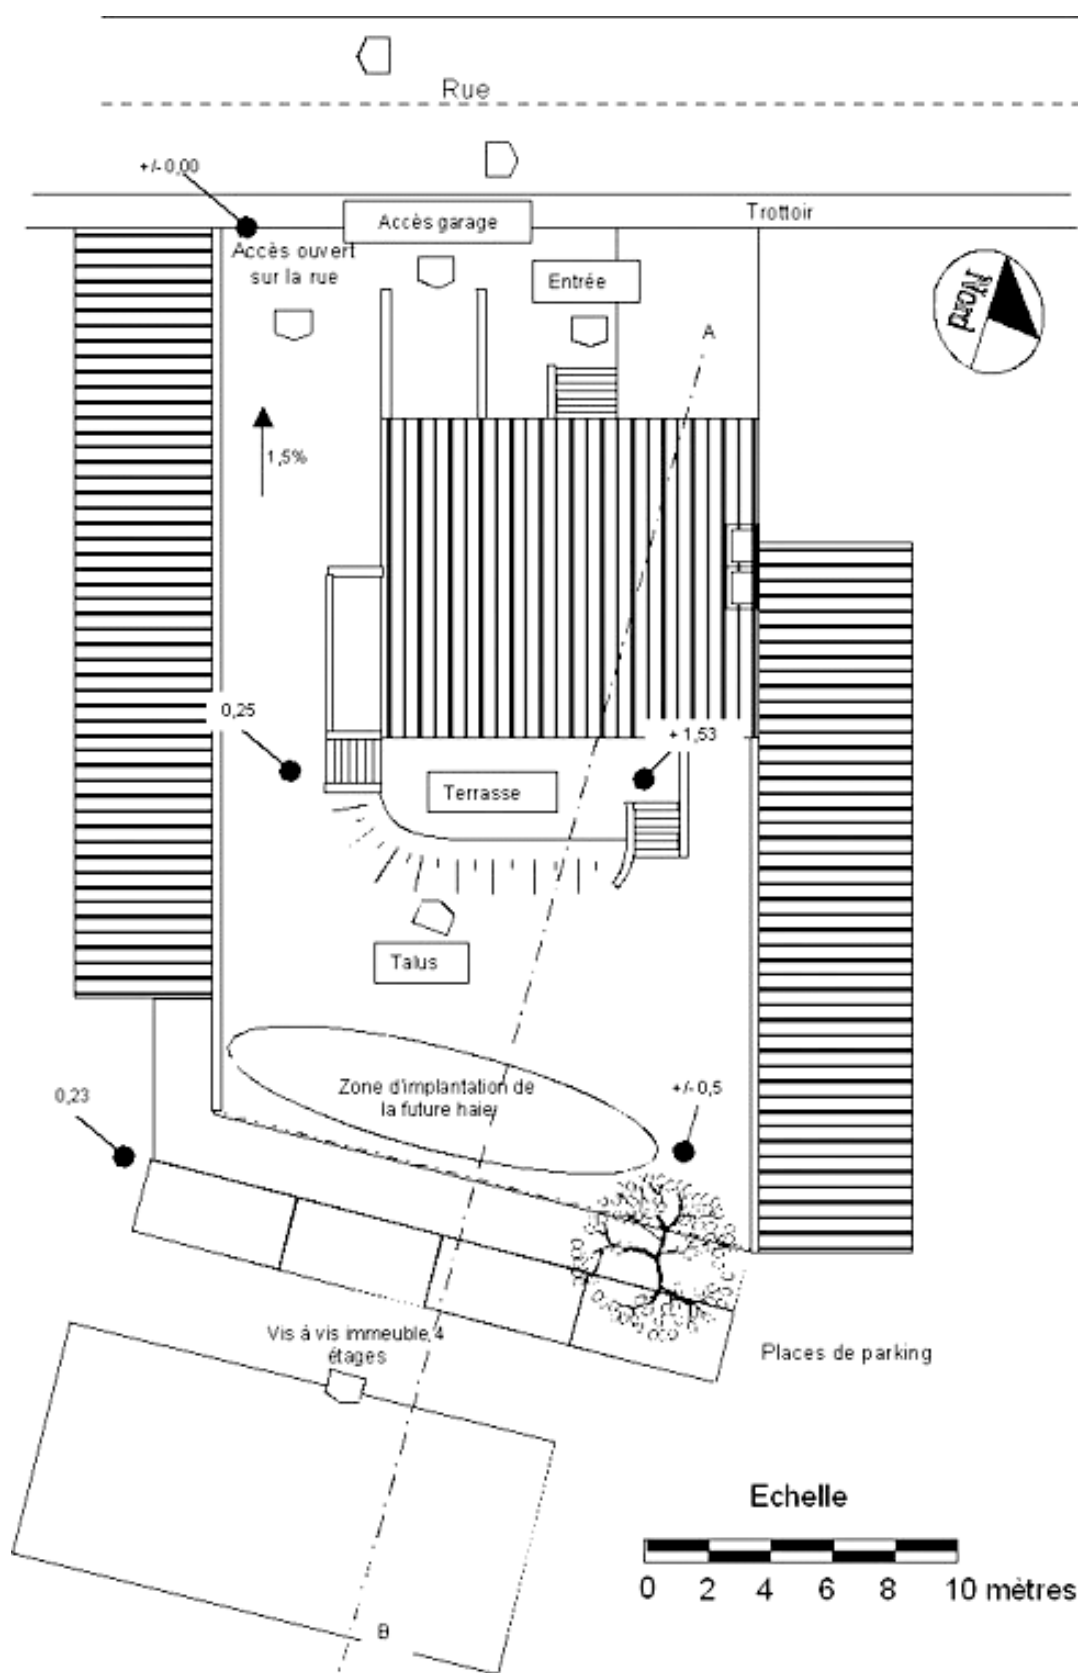 Rue
+/- 0,00
Trottoir
Accès garage
Accès ouvert
sur la rue
Entrée
Nord
A
1,5%
0,25
+ 1,53
Terrasse
Talus
Zone d'implantation de
la future haie
+/- 0,5
0,23
Vis à vis immeuble 4
étages
Places de parking
Echelle
0 2 4 6 8 10 mètres
B